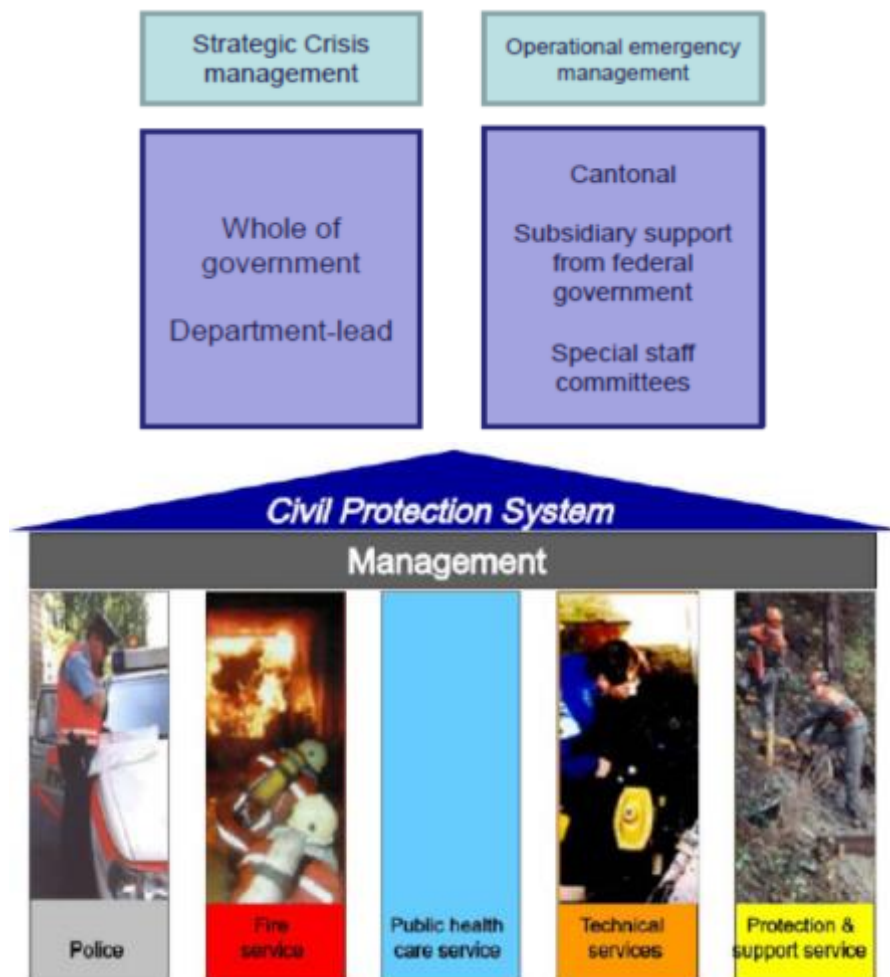 Strategic Crisis
management
Operational emergency
management
Whole of
government
Department-lead
Cantonal
Subsidiary support
from federal
government
Special staff
committees
Civil Protection System
Management
Police
Fire
service
Public health
care service
Technical
services
Protection &
support service